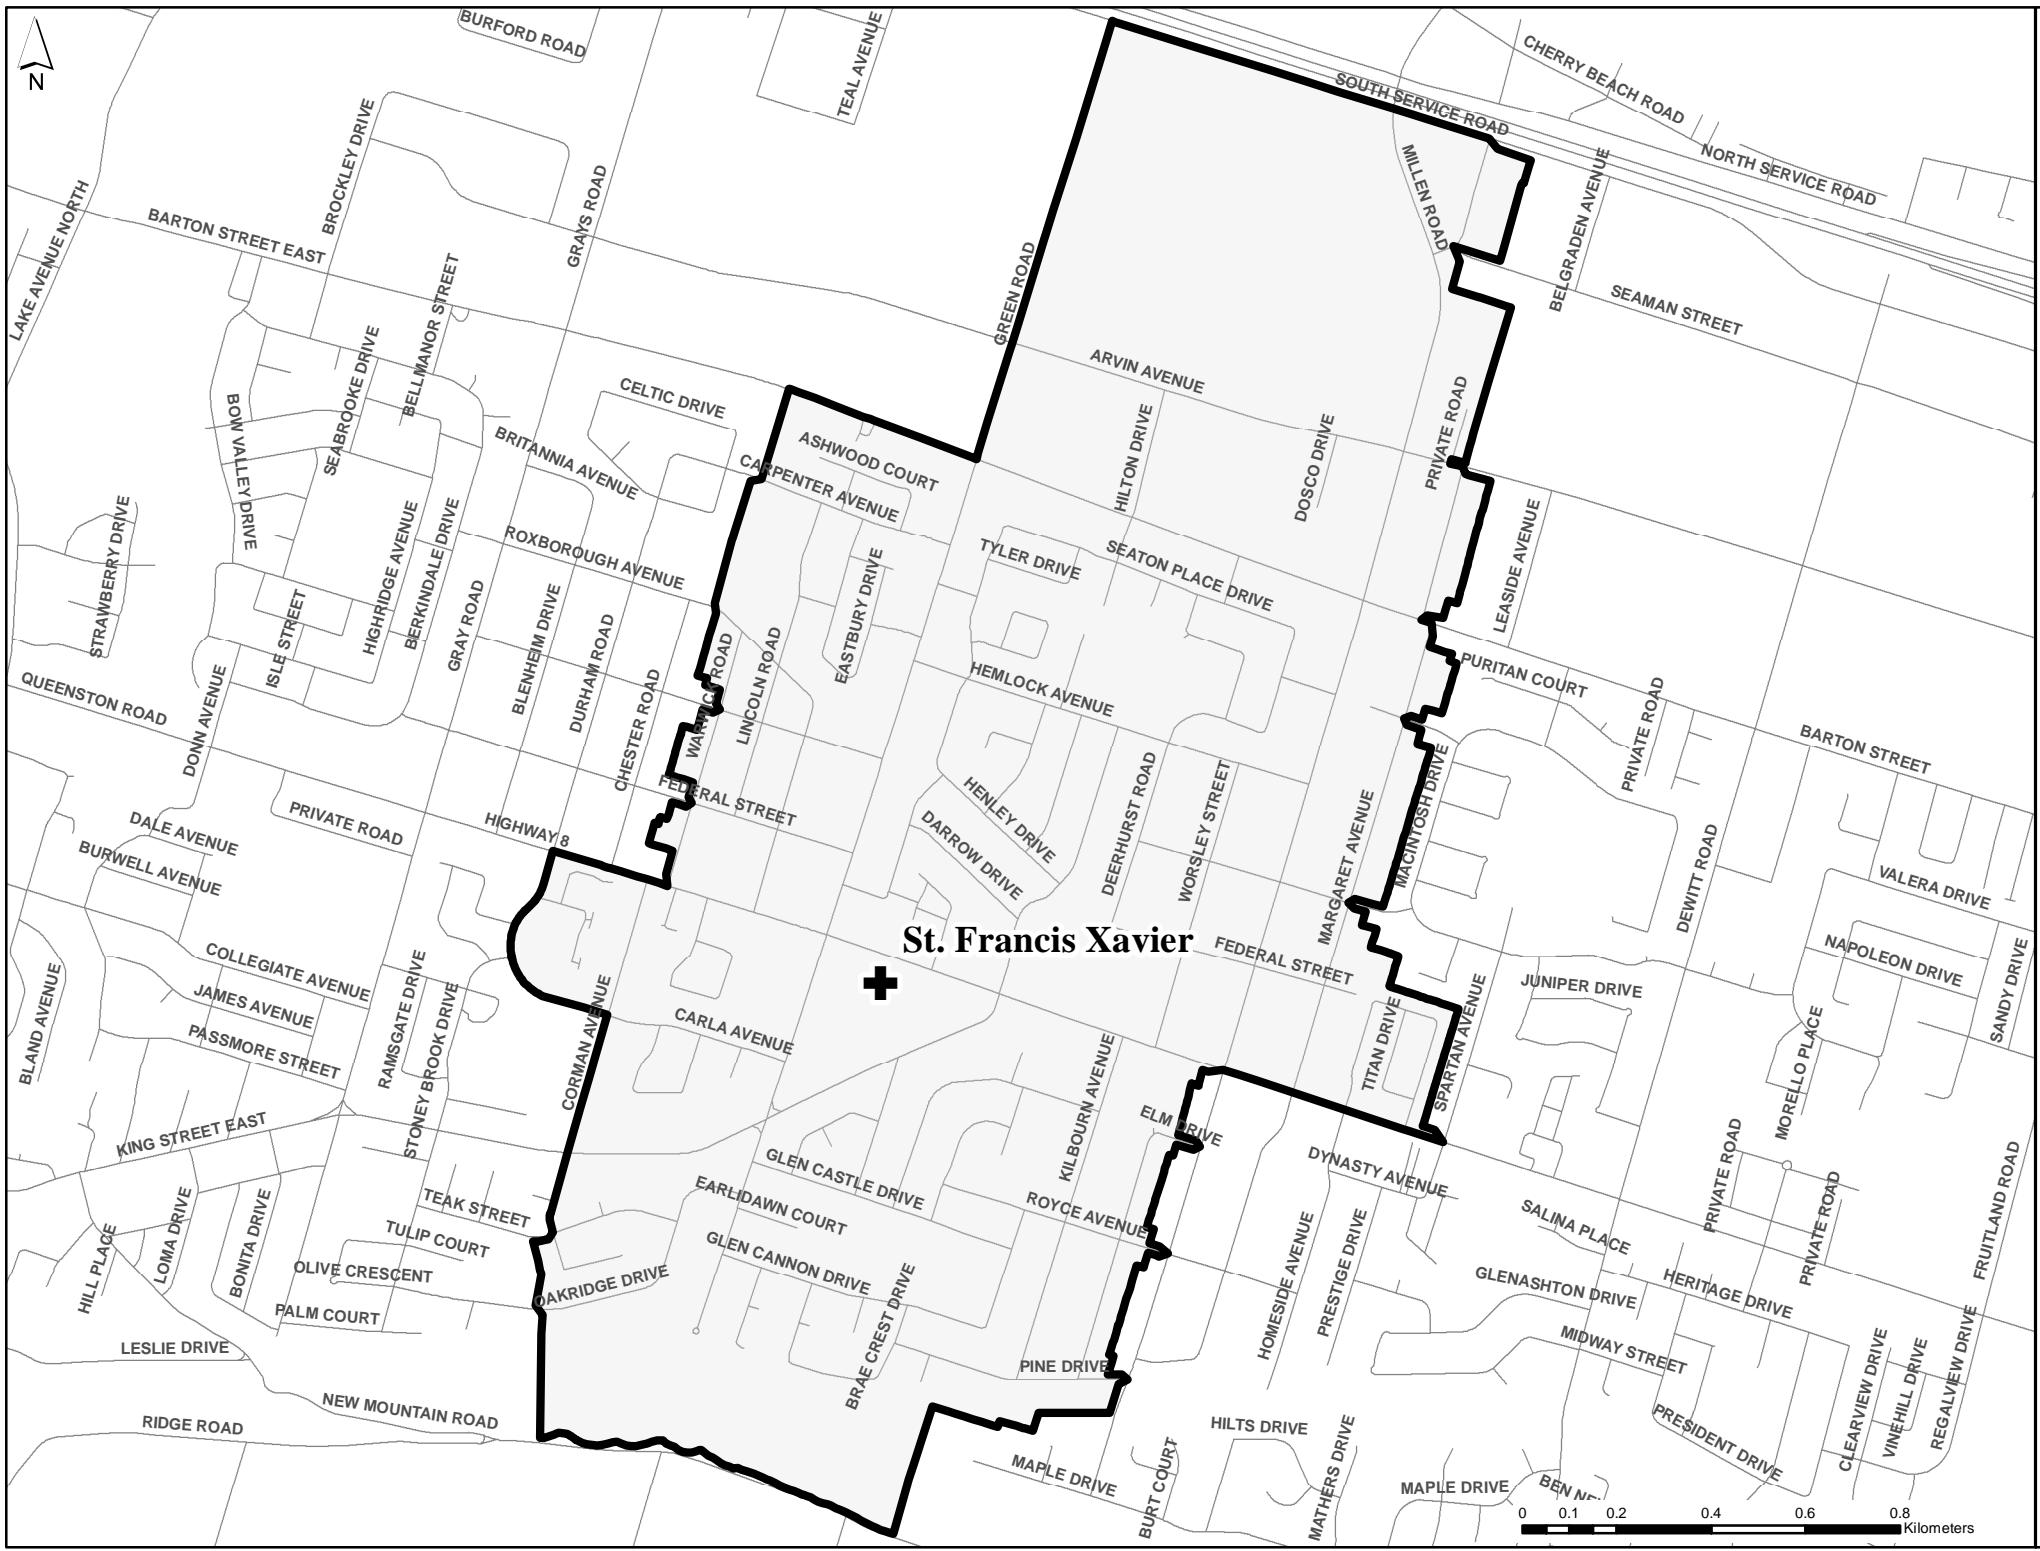 BURFORD ROAD
TEAL AVENUE
CHERRY BEACH ROAD
SOUTH SERVICE ROAD
NORTH SERVICE ROAD
N
BROCKLEY DRIVE
GRAYS ROAD
MILLEN ROAD
BELGRADEN AVENUE
LAKE AVENUE NORTH
BARTON STREET EAST
GREEN ROAD
SEAMAN STREET
BELLMANOR STREET
SEABROOKE DRIVE
ARVIN AVENUE
CELTIC DRIVE
BOW VALLEY DRIVE
BRITANNIA AVENUE
ASHWOOD COURT
CARPENTER AVENUE
HILTON DRIVE
DOSCO DRIVE
PRIVATE ROAD
STRAWBERRY DRIVE
HIGHRIDGE AVENUE
BERKINDALE DRIVE
ROXBOROUGH AVENUE
TYLER DRIVE
SEATON PLACE DRIVE
LEASIDE AVENUE
ISLE STREET
GRAY ROAD
BLENHEIM DRIVE
DURHAM ROAD
CHESTER ROAD
WARWICK ROAD
LINCOLN ROAD
EASTBURY DRIVE
HEMLOCK AVENUE
PURITAN COURT
PRIVATE ROAD
BARTON STREET
QUEENSTON ROAD
DONN AVENUE
FEDERAL STREET
HENLEY DRIVE
DARROW DRIVE
DEERHURST ROAD
WORSLEY STREET
MARGARET AVENUE
MACINTOSH DRIVE
DEWITT ROAD
VALERA DRIVE
DALE AVENUE
BURWELL AVENUE
PRIVATE ROAD
HIGHWAY 8
St. Francis Xavier
FEDERAL STREET
NAPOLEON DRIVE
SANDY DRIVE
BLAND AVENUE
COLLEGIATE AVENUE
JAMES AVENUE
PASSMORE STREET
RAMSGATE DRIVE
STONEY BROOK DRIVE
CORMAN AVENUE
CARLA AVENUE
KILBOURN AVENUE
TITAN DRIVE
SPARTAN AVENUE
JUNIPER DRIVE
MORELLO PLACE
KING STREET EAST
ELM DRIVE
DYNASTY AVENUE
PRIVATE ROAD
PRIVATE ROAD
FRUITLAND ROAD
HILL PLACE
LOMA DRIVE
BONITA DRIVE
TEAK STREET
TULIP COURT
OLIVE CRESCENT
PALM COURT
OAKRIDGE DRIVE
GLEN CASTLE DRIVE
EARLIDAWN COURT
GLEN CANNON DRIVE
BRAE CREST DRIVE
ROYCE AVENUE
PINE DRIVE
HOMESIDE AVENUE
PRESTIGE DRIVE
SALINA PLACE
GLENASHTON DRIVE
HERITAGE DRIVE
MIDWAY STREET
PRESIDENT DRIVE
CLEARVIEW DRIVE
VINEHILL DRIVE
REGALVIEW DRIVE
LESLIE DRIVE
NEW MOUNTAIN ROAD
RIDGE ROAD
HILTS DRIVE
MAPLE DRIVE
BURT COURT
MATHERS DRIVE
MAPLE DRIVE
BEN NE
0 0.1 0.2 0.4 0.6 0.8
Kilometers